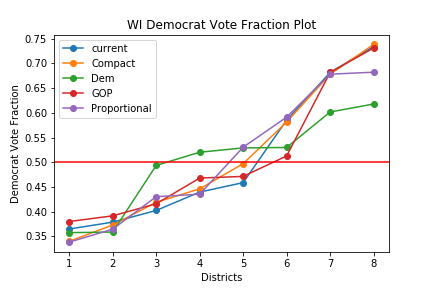 WI Democrat Vote Fraction Plot
0.75
0.70
0.65
0.60
0.55
0.50
0.45
0.40
0.35
Democrat Vote Fraction
current
Compact
Dem
GOP
Proportional
1 2 3 4 5 6 7 8
Districts